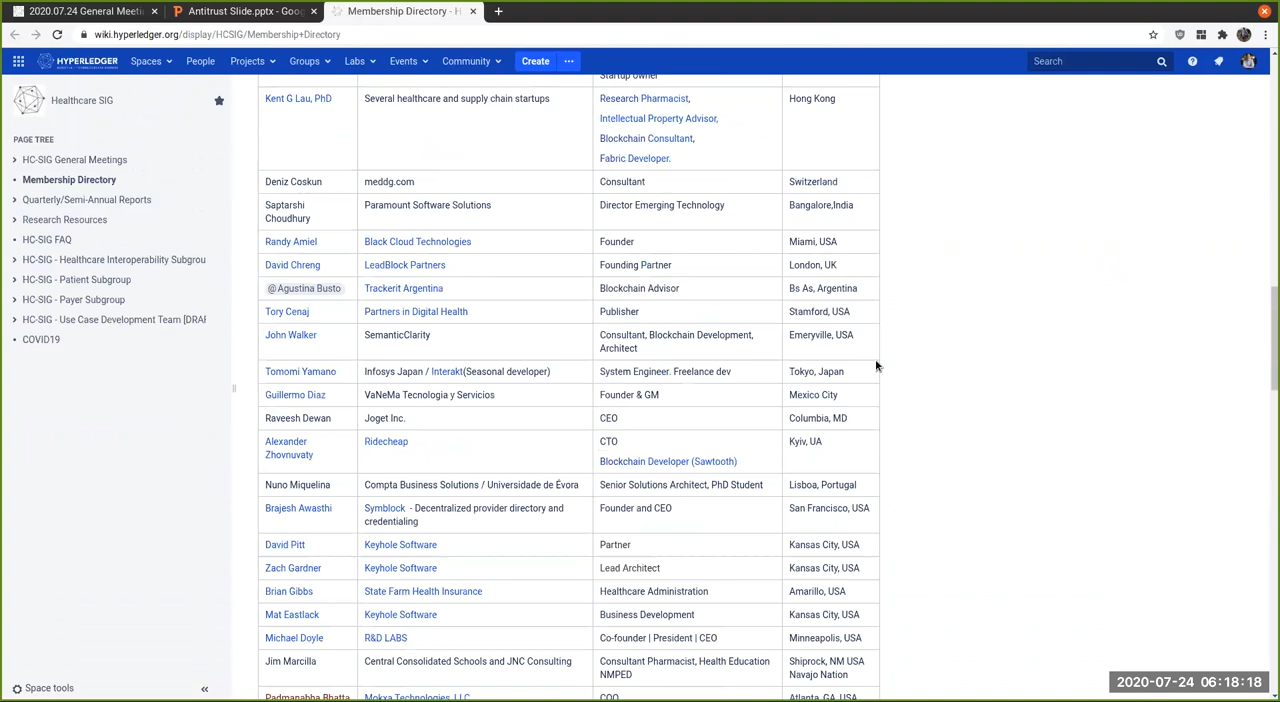 2020.07.24 General Meeti
Antitrust Slide.pptx - Goog
Membership Directory - H
wiki.hyperledger.org/display/HCSIG/Membership+Directory
HYPERLEDGER Spaces People Projects Groups Labs Events Community Create Search
Healthcare SIG
PAGE TREE
HC-SIG General Meetings
Membership Directory
Quarterly/Semi-Annual Reports
Research Resources
HC-SIG FAQ
HC-SIG - Healthcare Interoperability Subgrou
HC-SIG - Patient Subgroup
HC-SIG - Payer Subgroup
HC-SIG - Use Case Development Team [DRAF
COVID19
Space tools
Startup Owner
Kent G Lau, PhD Several healthcare and supply chain startups Research Pharmacist, Hong Kong
Intellectual Property Advisor,
Blockchain Consultant,
Fabric Developer.
Deniz Coskun meddg.com Consultant Switzerland
Saptarshi Paramount Software Solutions Director Emerging Technology Bangalore,India
Choudhury
Randy Amiel Black Cloud Technologies Founder Miami, USA
David Chreng LeadBlock Partners Founding Partner London, UK
@Agustina Busto Trackerit Argentina Blockchain Advisor Bs As, Argentina
Tory Cenaj Partners in Digital Health Publisher Stamford, USA
John Walker SemanticClarity Consultant, Blockchain Development, Emeryville, USA
Architect
Tomomi Yamano Infosys Japan / Interakt(Seasonal developer) System Engineer. Freelance dev Tokyo, Japan
Guillermo Diaz VaNeMa Tecnologia y Servicios Founder & GM Mexico City
Raveesh Dewan Joget Inc. CEO Columbia, MD
Alexander Ridecheap CTO Kyiv, UA
Zhovnuvaty Blockchain Developer (Sawtooth)
Nuno Miquelina Compta Business Solutions / Universidade de Évora Senior Solutions Architect, PhD Student Lisboa, Portugal
Brajesh Awasthi Symblock - Decentralized provider directory and Founder and CEO San Francisco, USA
credentialing
David Pitt Keyhole Software Partner Kansas City, USA
Zach Gardner Keyhole Software Lead Architect Kansas City, USA
Brian Gibbs State Farm Health Insurance Healthcare Administration Amarillo, USA
Mat Eastlack Keyhole Software Business Development Kansas City, USA
Michael Doyle R&D LABS Co-founder | President | CEO Minneapolis, USA
Jim Marcilla Central Consolidated Schools and JNC Consulting Consultant Pharmacist, Health Education Shiprock, NM USA
NMPED Navajo Nation
Padmanabha Bhatta Mokxa Technologies, LLC COO Atlanta, GA, USA
2020-07-24 06:18:18